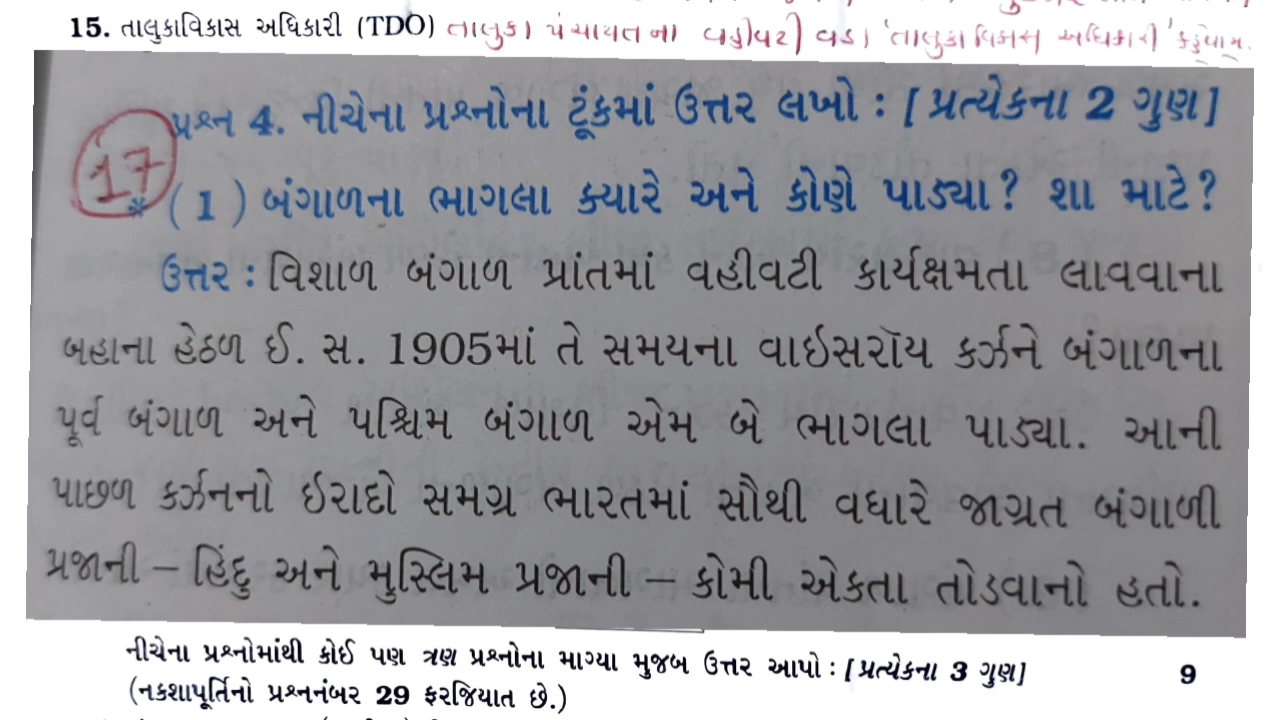 15. તાલુકાવિકાસ અધિકારી (TDO) તાલુકા પંચાયતના વહીવટી વડા 'તાલુકા વિકાસ અધિકારી' કહેવાય.
પ્રશ્ન 4. નીચેના પ્રશ્નોના ટૂંકમાં ઉત્તર લખો : [પ્રત્યેકના 2 ગુણ]
17
* (1) બંગાળના ભાગલા ક્યારે અને કોણે પાડ્યા? શા માટે?
ઉત્તર : વિશાળ બંગાળ પ્રાંતમાં વહીવટી કાર્યક્ષમતા લાવવાના
બહાના હેઠળ ઈ. સ. 1905માં તે સમયના વાઇસરૉય કર્ઝને બંગાળના
પૂર્વ બંગાળ અને પશ્ચિમ બંગાળ એમ બે ભાગલા પાડ્યા. આની
પાછળ કર્ઝનનો ઈરાદો સમગ્ર ભારતમાં સૌથી વધારે જાગ્રત બંગાળી
પ્રજાની – હિંદુ અને મુસ્લિમ પ્રજાની – કોમી એકતા તોડવાનો હતો.
નીચેના પ્રશ્નોમાંથી કોઈ પણ ત્રણ પ્રશ્નોના માગ્યા મુજબ ઉત્તર આપો : [પ્રત્યેકના 3 ગુણ] 9
(નકશાપૂર્તિનો પ્રશ્નનંબર 29 ફરજિયાત છે.)